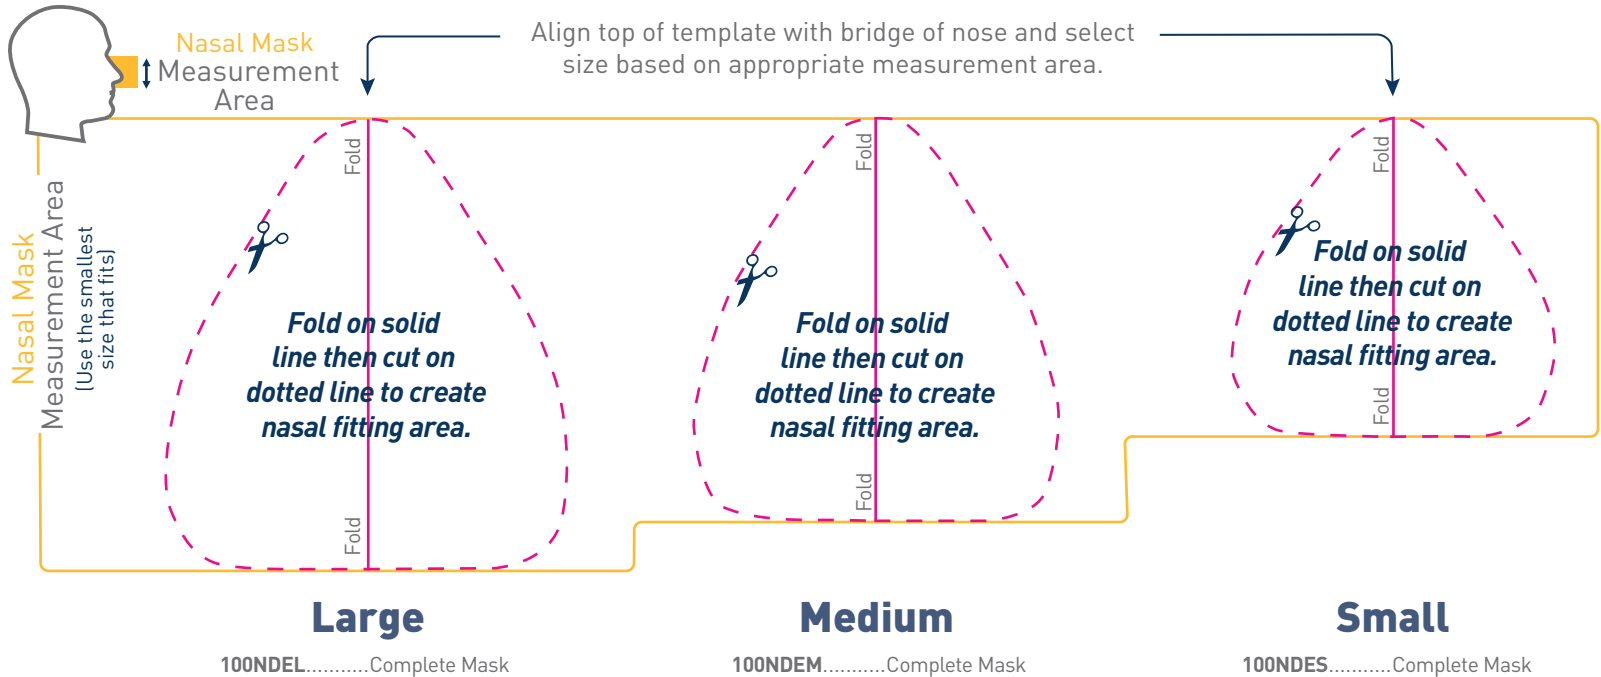 Nasal Mask
Measurement
Area
Align top of template with bridge of nose and select
size based on appropriate measurement area.
Nasal Mask
Measurement Area
(Use the smallest
size that fits)
Fold
Fold on solid
line then cut on
dotted line to create
nasal fitting area.
Fold
Fold
Fold on solid
line then cut on
dotted line to create
nasal fitting area.
Fold
Fold
Fold on solid
line then cut on
dotted line to create
nasal fitting area.
Fold
Large
100NDEL...........Complete Mask
Medium
100NDEM...........Complete Mask
Small
100NDES...........Complete Mask